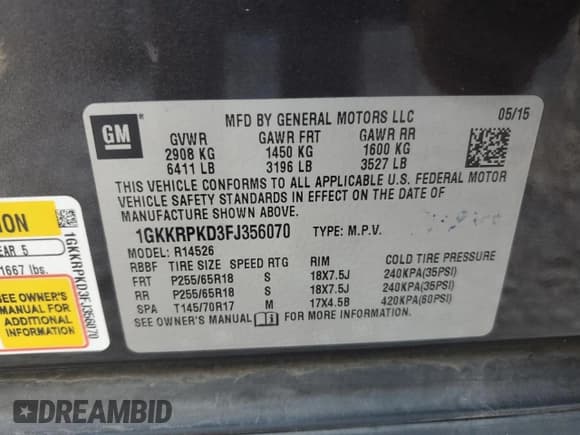 GM
MFD BY GENERAL MOTORS LLC
05/15
GVWR GAWR FRT GAWR RR
2908 KG 1450 KG 1600 KG
6411 LB 3196 LB 3527 LB
THIS VEHICLE CONFORMS TO ALL APPLICABLE U.S. FEDERAL MOTOR
VEHICLE SAFETY STANDARDS IN EFFECT ON THE DATE OF
MANUFACTURE SHOWN ABOVE.
1GKKRPKD3FJ356070 TYPE: M.P.V.
MODEL: R14526
RBBF TIRE SIZE SPEED RTG RIM COLD TIRE PRESSURE
FRT P255/65R18 S 18X7.5J 240KPA(35PSI)
RR P255/65R18 S 18X7.5J 240KPA(35PSI)
SPA T145/70R17 M 17X4.5B 420KPA(60PSI)
SEE OWNER'S MANUAL FOR MORE INFORMATION.
ION
EAR 5
1667 lbs.
SEE OWNER'S
MANUAL FOR
ADDITIONAL
INFORMATION
1GKKRPKD3FJ356070
DREAMBID